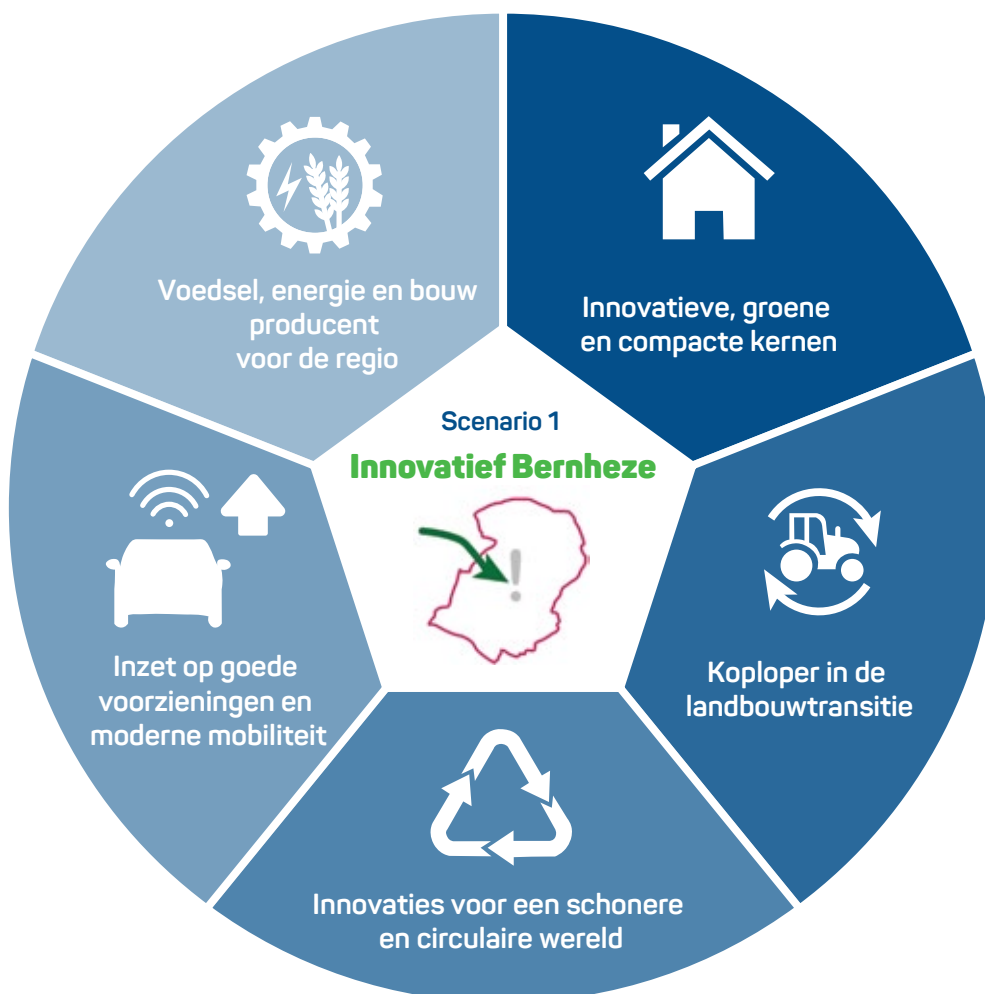 Voedsel, energie en bouw
producent
voor de regio
Innovatieve, groene
en compacte kernen
Scenario 1
Innovatief Bernheze
!
Inzet op goede
voorzieningen en
moderne mobiliteit
Koploper in de
landbouwtransitie
Innovaties voor een schonere
en circulaire wereld